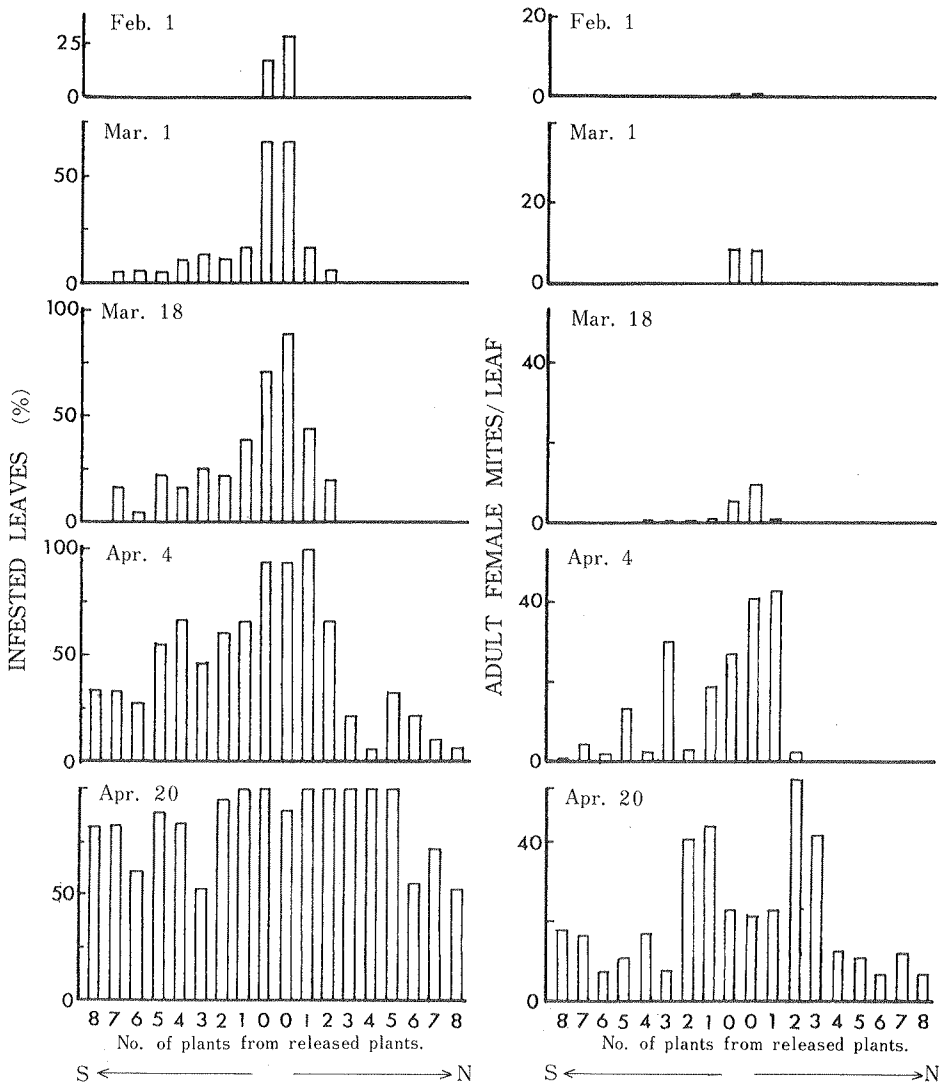 Feb. 1
25
0
Mar. 1
50
0
Mar. 18
100
50
0
Apr. 4
100
50
0
Apr. 20
50
0
INFESTED LEAVES (%)
8 7 6 5 4 3 2 1 0 0 1 2 3 4 5 6 7 8
No. of plants from released plants.
S N
Feb. 1
20
0
Mar. 1
20
0
Mar. 18
40
0
Apr. 4
40
0
Apr. 20
40
0
ADULT FEMALE MITES/LEAF
8 7 6 5 4 3 2 1 0 0 1 2 3 4 5 6 7 8
No. of plants from released plants.
S N